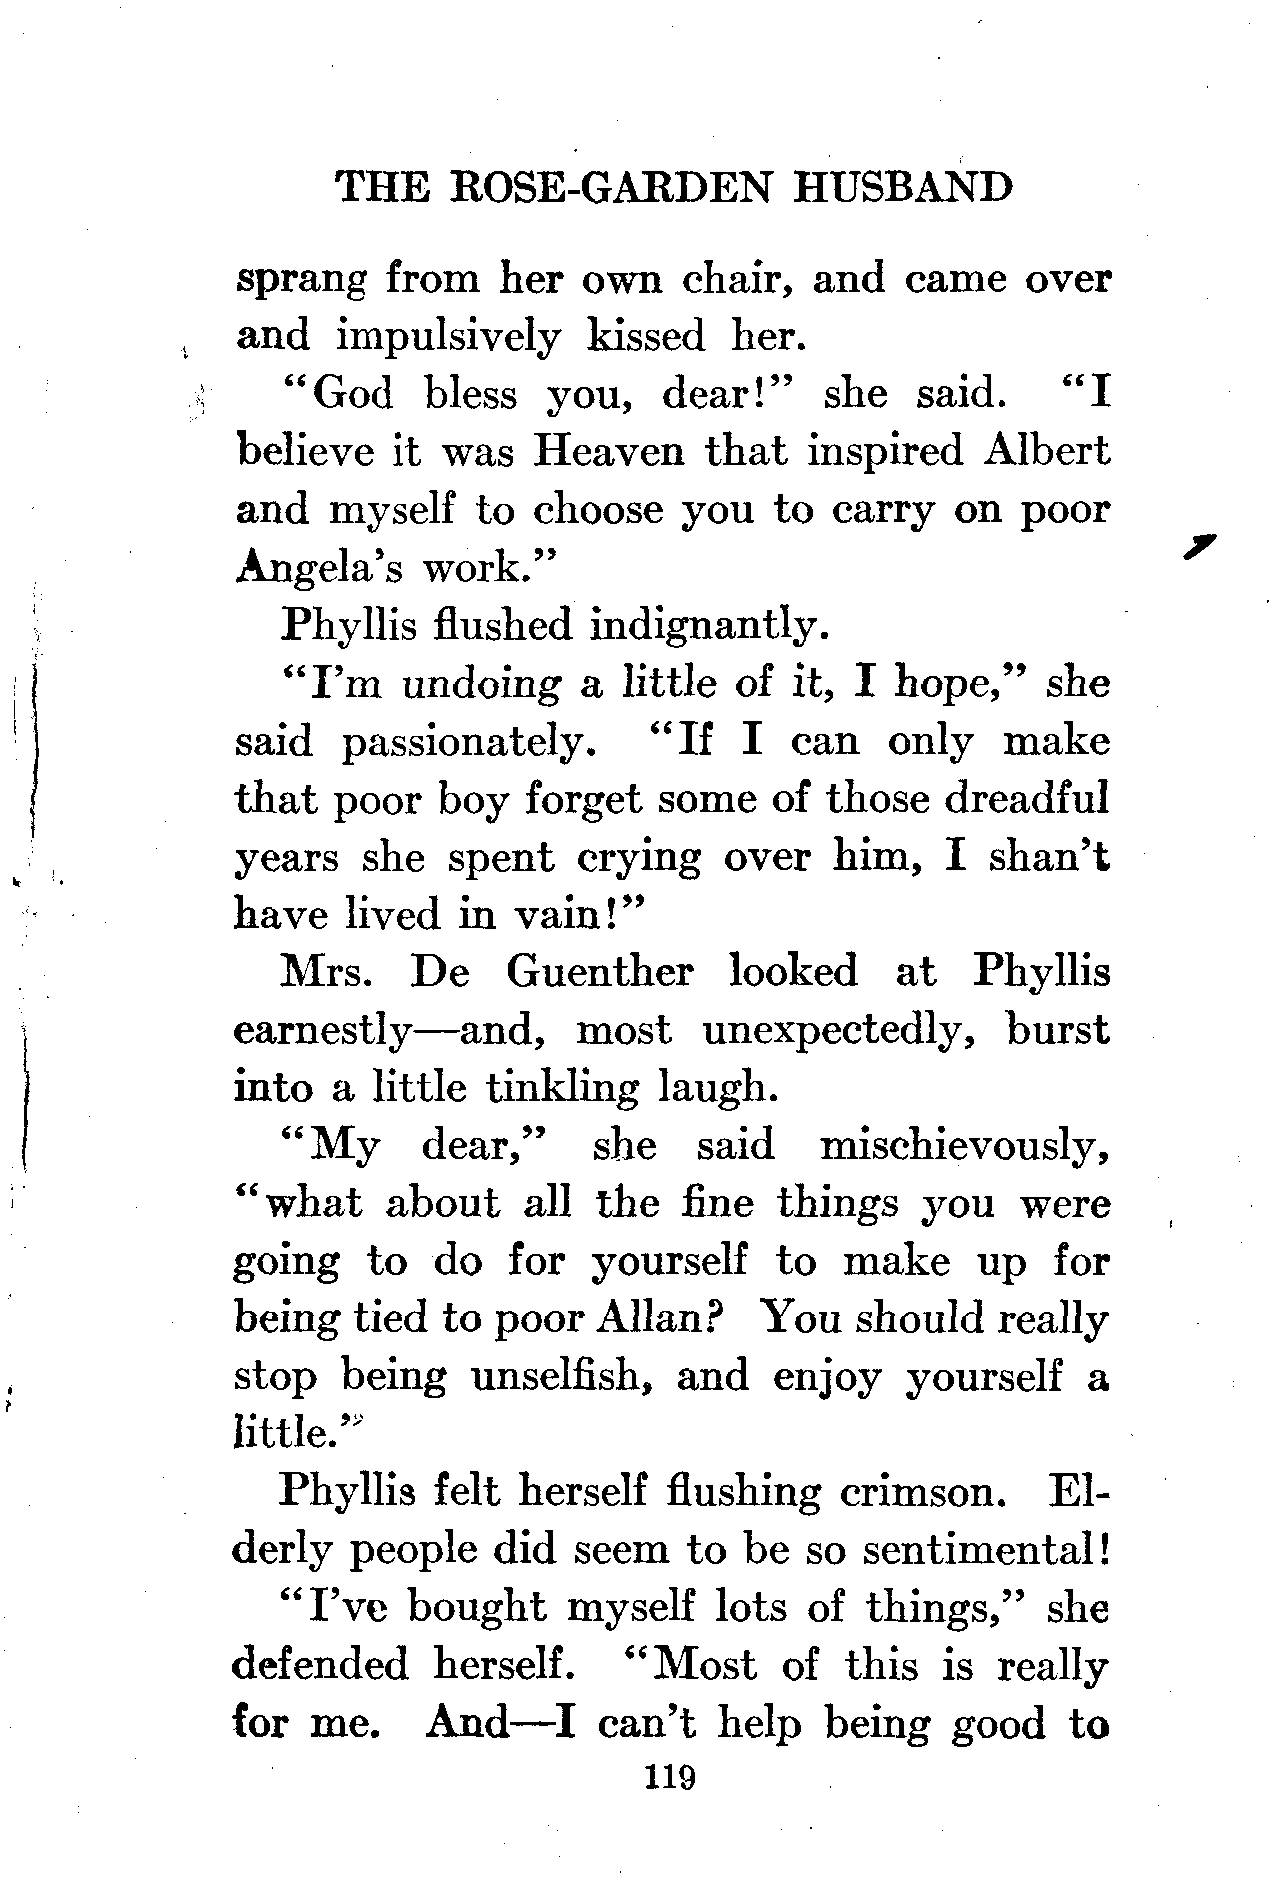 THE ROSE-GARDEN HUSBAND
sprang from her own chair, and came over
and impulsively kissed her.
“God bless you, dear!” she said. “I
believe it was Heaven that inspired Albert
and myself to choose you to carry on poor
Angela’s work.”
Phyllis flushed indignantly.
“I’m undoing a little of it, I hope,” she
said passionately. “If I can only make
that poor boy forget some of those dreadful
years she spent crying over him, I shan’t
have lived in vain!”
Mrs. De Guenther looked at Phyllis
earnestly—and, most unexpectedly, burst
into a little tinkling laugh.
“My dear,” she said mischievously,
“what about all the fine things you were
going to do for yourself to make up for
being tied to poor Allan? You should really
stop being unselfish, and enjoy yourself a
little.”
Phyllis felt herself flushing crimson. El-
derly people did seem to be so sentimental!
“I’ve bought myself lots of things,” she
defended herself. “Most of this is really
for me. And—I can’t help being good to
119